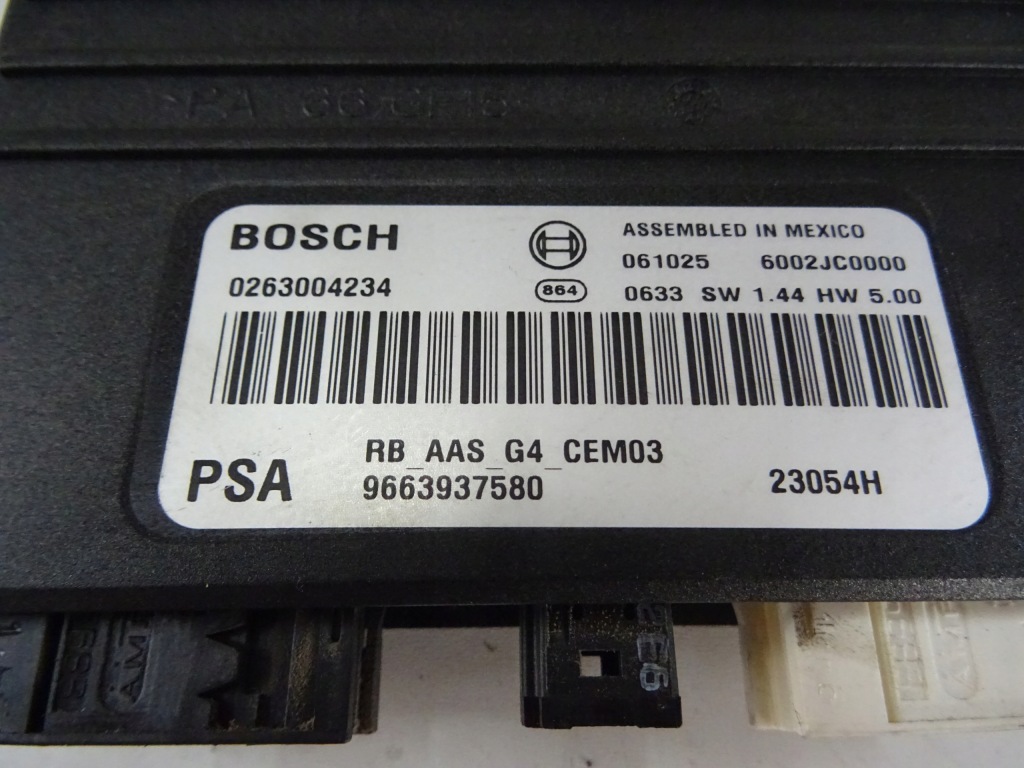 BOSCH
0263004234
864
ASSEMBLED IN MEXICO
061025 6002JC0000
0633 SW 1.44 HW 5.00
PSA
RB_AAS_G4_CEM03
9663937580
23054H